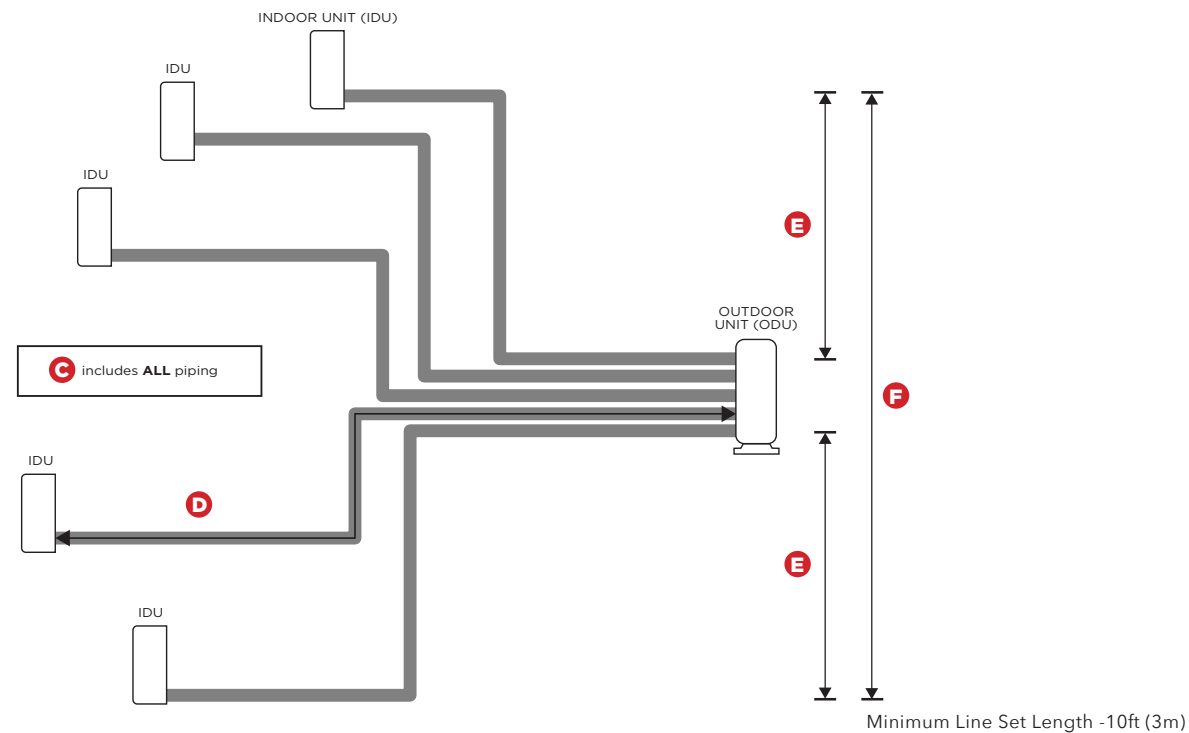 INDOOR UNIT (IDU)
IDU
IDU
E
OUTDOOR
UNIT (ODU)
C includes ALL piping
F
IDU
D
E
IDU
Minimum Line Set Length -10ft (3m)